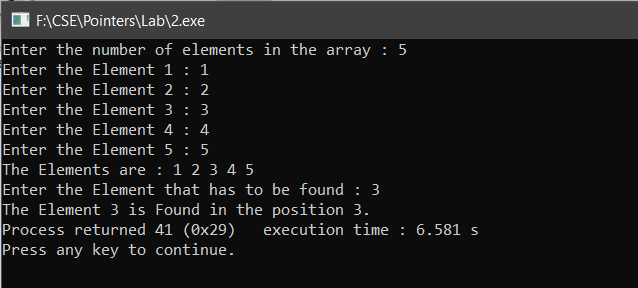 F:\CSE\Pointers\Lab\2.exe
Enter the number of elements in the array : 5
Enter the Element 1 : 1
Enter the Element 2 : 2
Enter the Element 3 : 3
Enter the Element 4 : 4
Enter the Element 5 : 5
The Elements are : 1 2 3 4 5
Enter the Element that has to be found : 3
The Element 3 is Found in the position 3.
Process returned 41 (0x29)   execution time : 6.581 s
Press any key to continue.